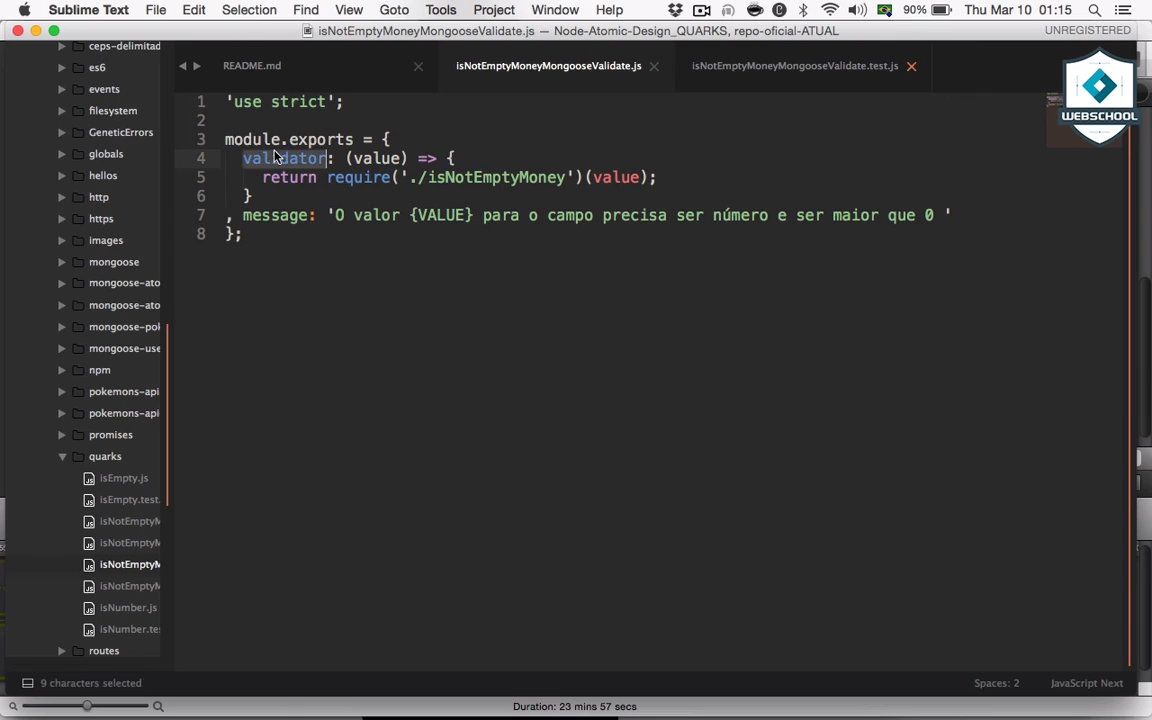 Sublime Text File Edit Selection Find View Goto Tools Project Window Help 90% Thu Mar 10 01:15
isNotEmptyMoneyMongooseValidate.js — Node-Atomic-Design_QUARKS, repo-oficial-ATUAL UNREGISTERED
README.md isNotEmptyMoneyMongooseValidate.js isNotEmptyMoneyMongooseValidate.test.js
WEBSCHOOL
ceps-delimitad
es6
events
filesystem
GeneticErrors
globals
hellos
http
https
images
mongoose
mongoose-ato
mongoose-ato
mongoose-pok
mongoose-use
npm
pokemons-api
pokemons-api
promises
quarks
isEmpty.js
isEmpty.test.
isNotEmptyM
isNotEmptyM
isNotEmptyM
isNotEmptyM
isNumber.js
isNumber.te
routes
1 'use strict';
2
3 module.exports = {
4 validator: (value) => {
5 return require('./isNotEmptyMoney')(value);
6 }
7 , message: 'O valor {VALUE} para o campo precisa ser número e ser maior que 0 '
8 };
9 characters selected Spaces: 2 JavaScript Next
Duration: 23 mins 57 secs